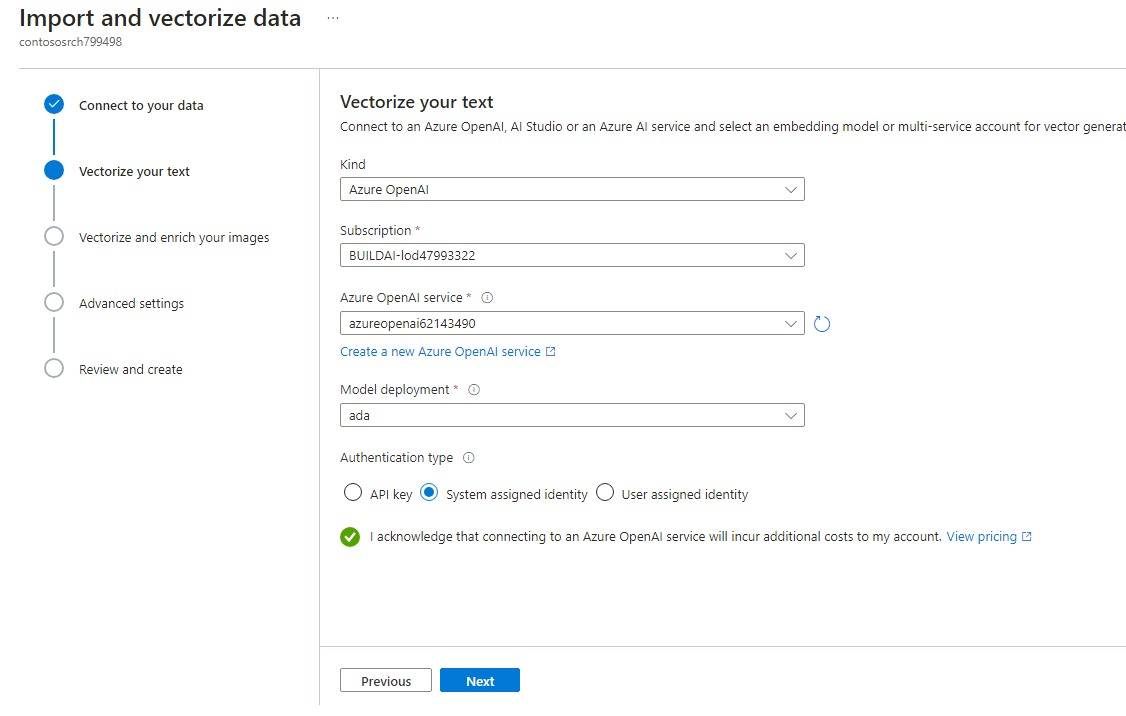 Import and vectorize data ...
contososrch799498
Connect to your data
Vectorize your text
Vectorize and enrich your images
Advanced settings
Review and create
Vectorize your text
Connect to an Azure OpenAI, AI Studio or an Azure AI service and select an embedding model or multi-service account for vector generat
Kind
Azure OpenAI
Subscription *
BUILDAI-lod47993322
Azure OpenAI service *
azureopenai62143490
Create a new Azure OpenAI service
Model deployment *
ada
Authentication type
API key System assigned identity User assigned identity
I acknowledge that connecting to an Azure OpenAI service will incur additional costs to my account. View pricing
Previous Next